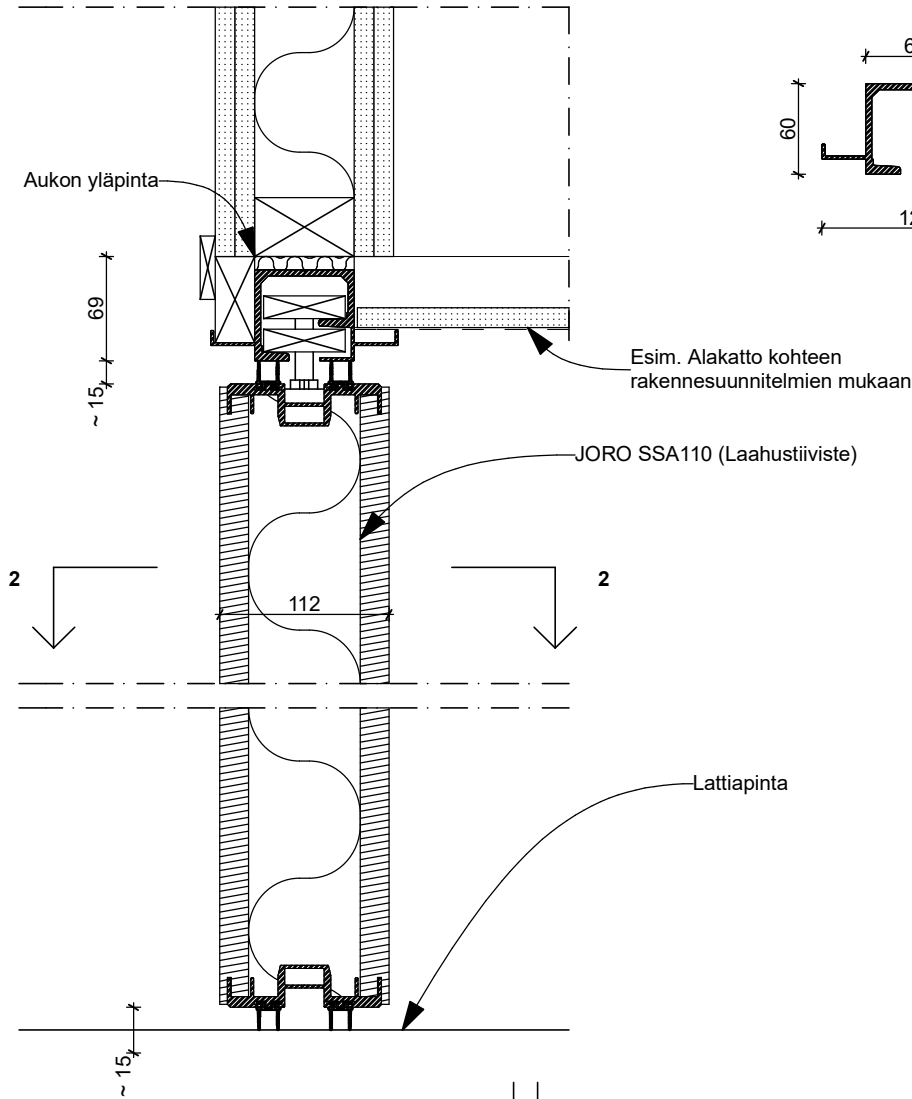 60
Aukon yläpinta
69
~ 15
Esim. Alakatto kohteen
rakennesuunnitelmien mukaan
JORO SSA110 (Laahustiiviste)
2
2
112
Lattiapinta
~ 15